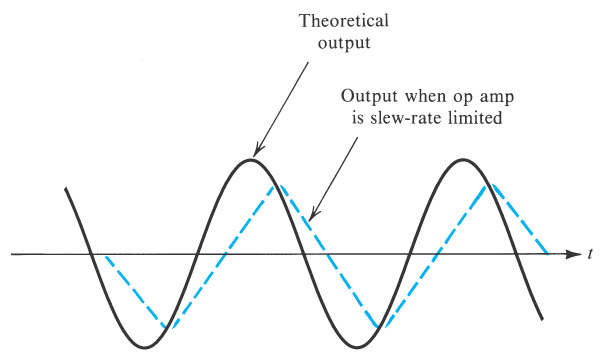 Theoretical
output
Output when op amp
is slew-rate limited
t